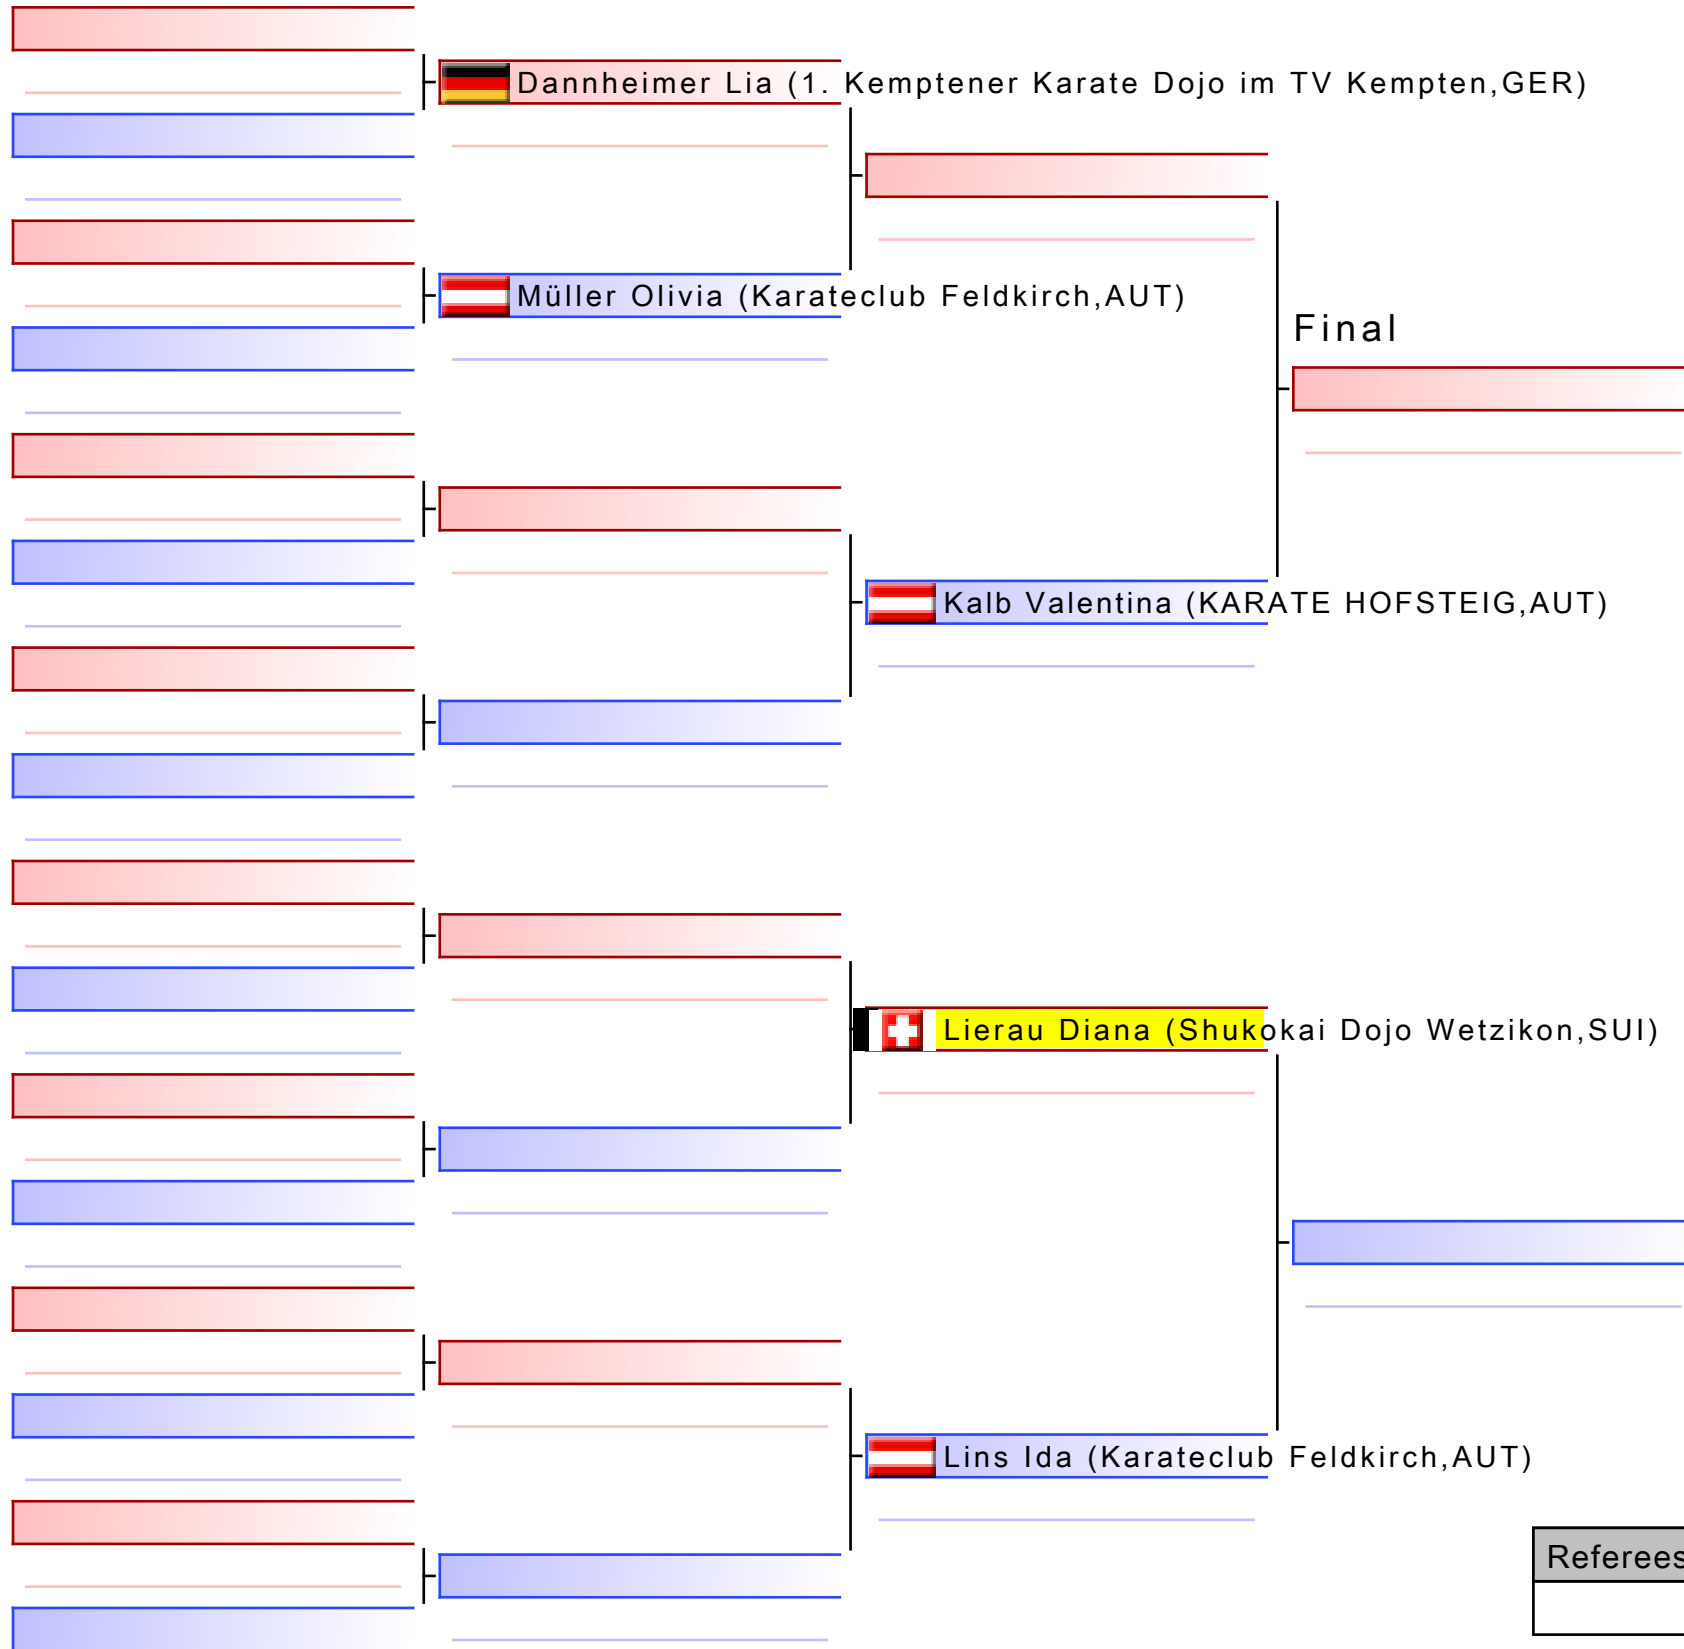 Dannheimer Lia (1. Kemptener Karate Dojo im TV Kempten,GER)
Müller Olivia (Karateclub Feldkirch,AUT)
Final
Kalb Valentina (KARATE HOFSTEIG,AUT)
Lierau Diana (Shukokai Dojo Wetzikon,SUI)
Lins Ida (Karateclub Feldkirch,AUT)
Referees